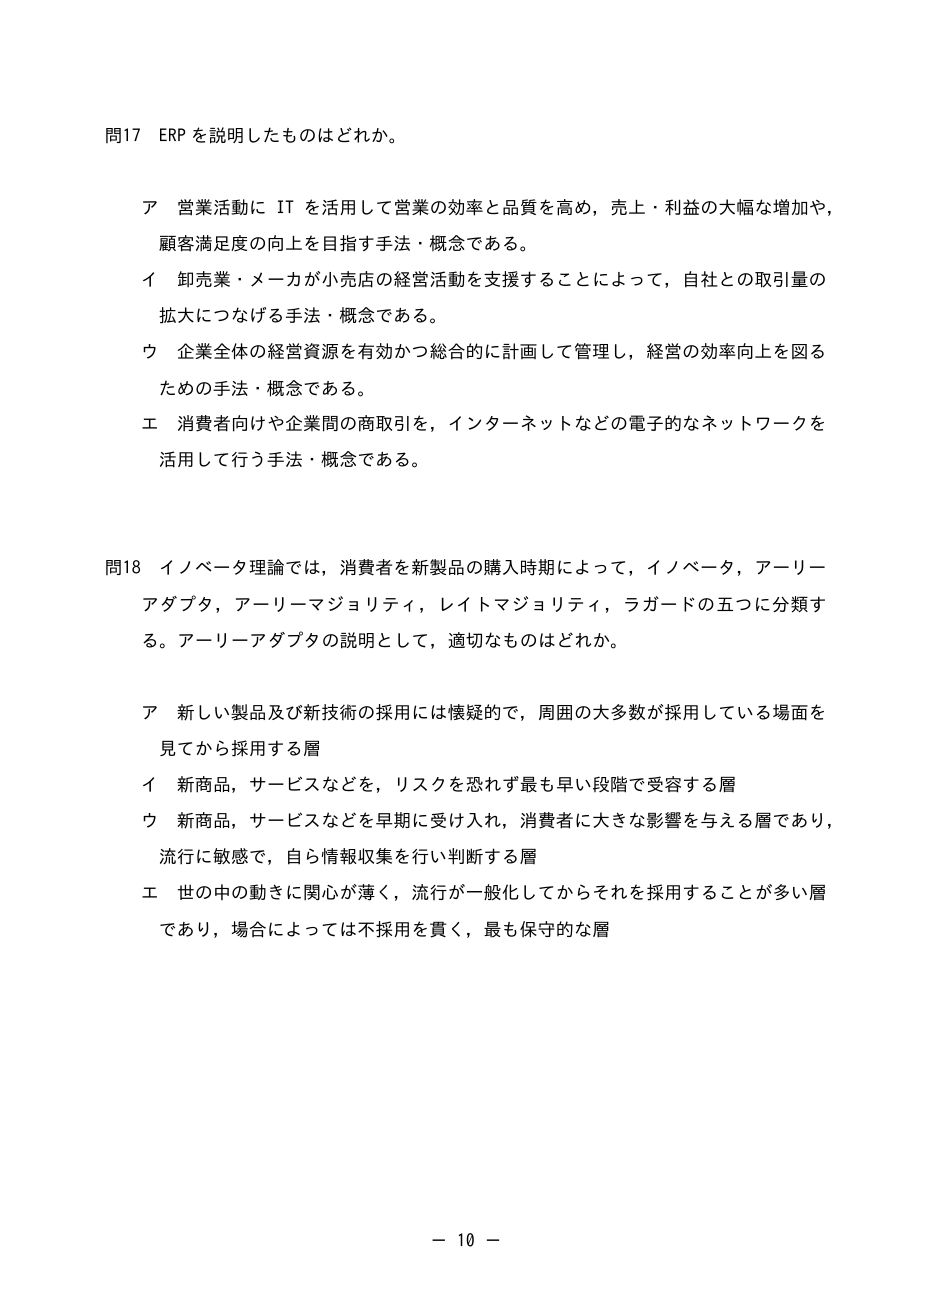 問17 ERP を説明したものはどれか。
ア 営業活動に IT を活用して営業の効率と品質を高め，売上・利益の大幅な増加や，
顧客満足度の向上を目指す手法・概念である。
イ 卸売業・メーカが小売店の経営活動を支援することによって，自社との取引量の
拡大につなげる手法・概念である。
ウ 企業全体の経営資源を有効かつ総合的に計画して管理し，経営の効率向上を図る
ための手法・概念である。
エ 消費者向けや企業間の商取引を，インターネットなどの電子的なネットワークを
活用して行う手法・概念である。
問18 イノベータ理論では，消費者を新製品の購入時期によって，イノベータ，アーリー
アダプタ，アーリーマジョリティ，レイトマジョリティ，ラガードの五つに分類す
る。アーリーアダプタの説明として，適切なものはどれか。
ア 新しい製品及び新技術の採用には懐疑的で，周囲の大多数が採用している場面を
見てから採用する層
イ 新商品，サービスなどを，リスクを恐れず最も早い段階で受容する層
ウ 新商品，サービスなどを早期に受け入れ，消費者に大きな影響を与える層であり，
流行に敏感で，自ら情報収集を行い判断する層
エ 世の中の動きに関心が薄く，流行が一般化してからそれを採用することが多い層
であり，場合によっては不採用を貫く，最も保守的な層
－ 10 －